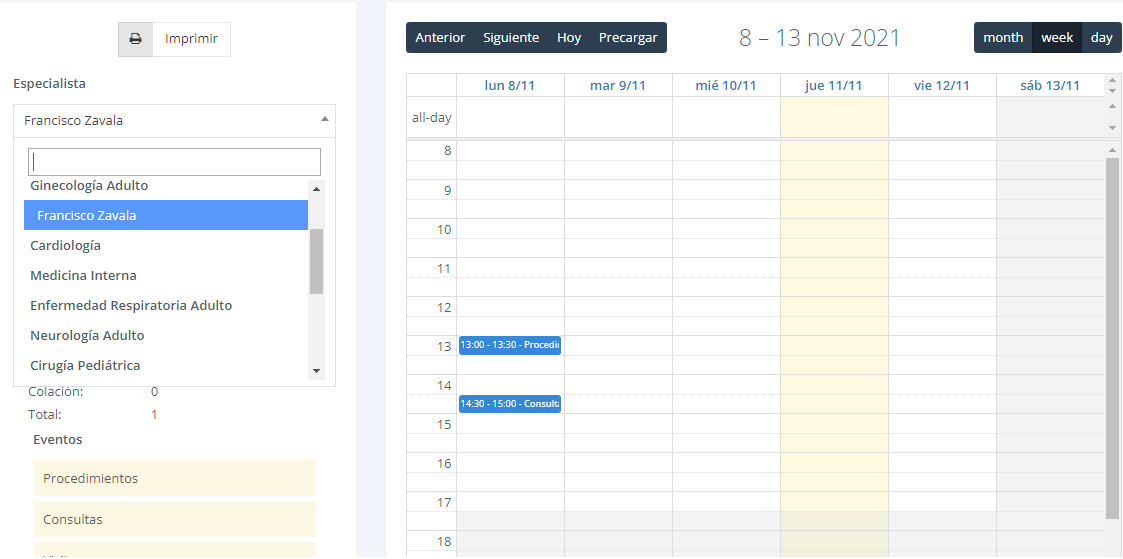 Imprimir
Especialista
Francisco Zavala
Ginecología Adulto
Francisco Zavala
Cardiología
Medicina Interna
Enfermedad Respiratoria Adulto
Neurología Adulto
Cirugía Pediátrica
Colación: 0
Total: 1
Eventos
Procedimientos
Consultas
Anterior Siguiente Hoy Precargar
8 – 13 nov 2021
month week day
lun 8/11 mar 9/11 mié 10/11 jue 11/11 vie 12/11 sáb 13/11
all-day
8
9
10
11
12
13
13:00 - 13:30 - Procedi
14
14:30 - 15:00 - Consult
15
16
17
18